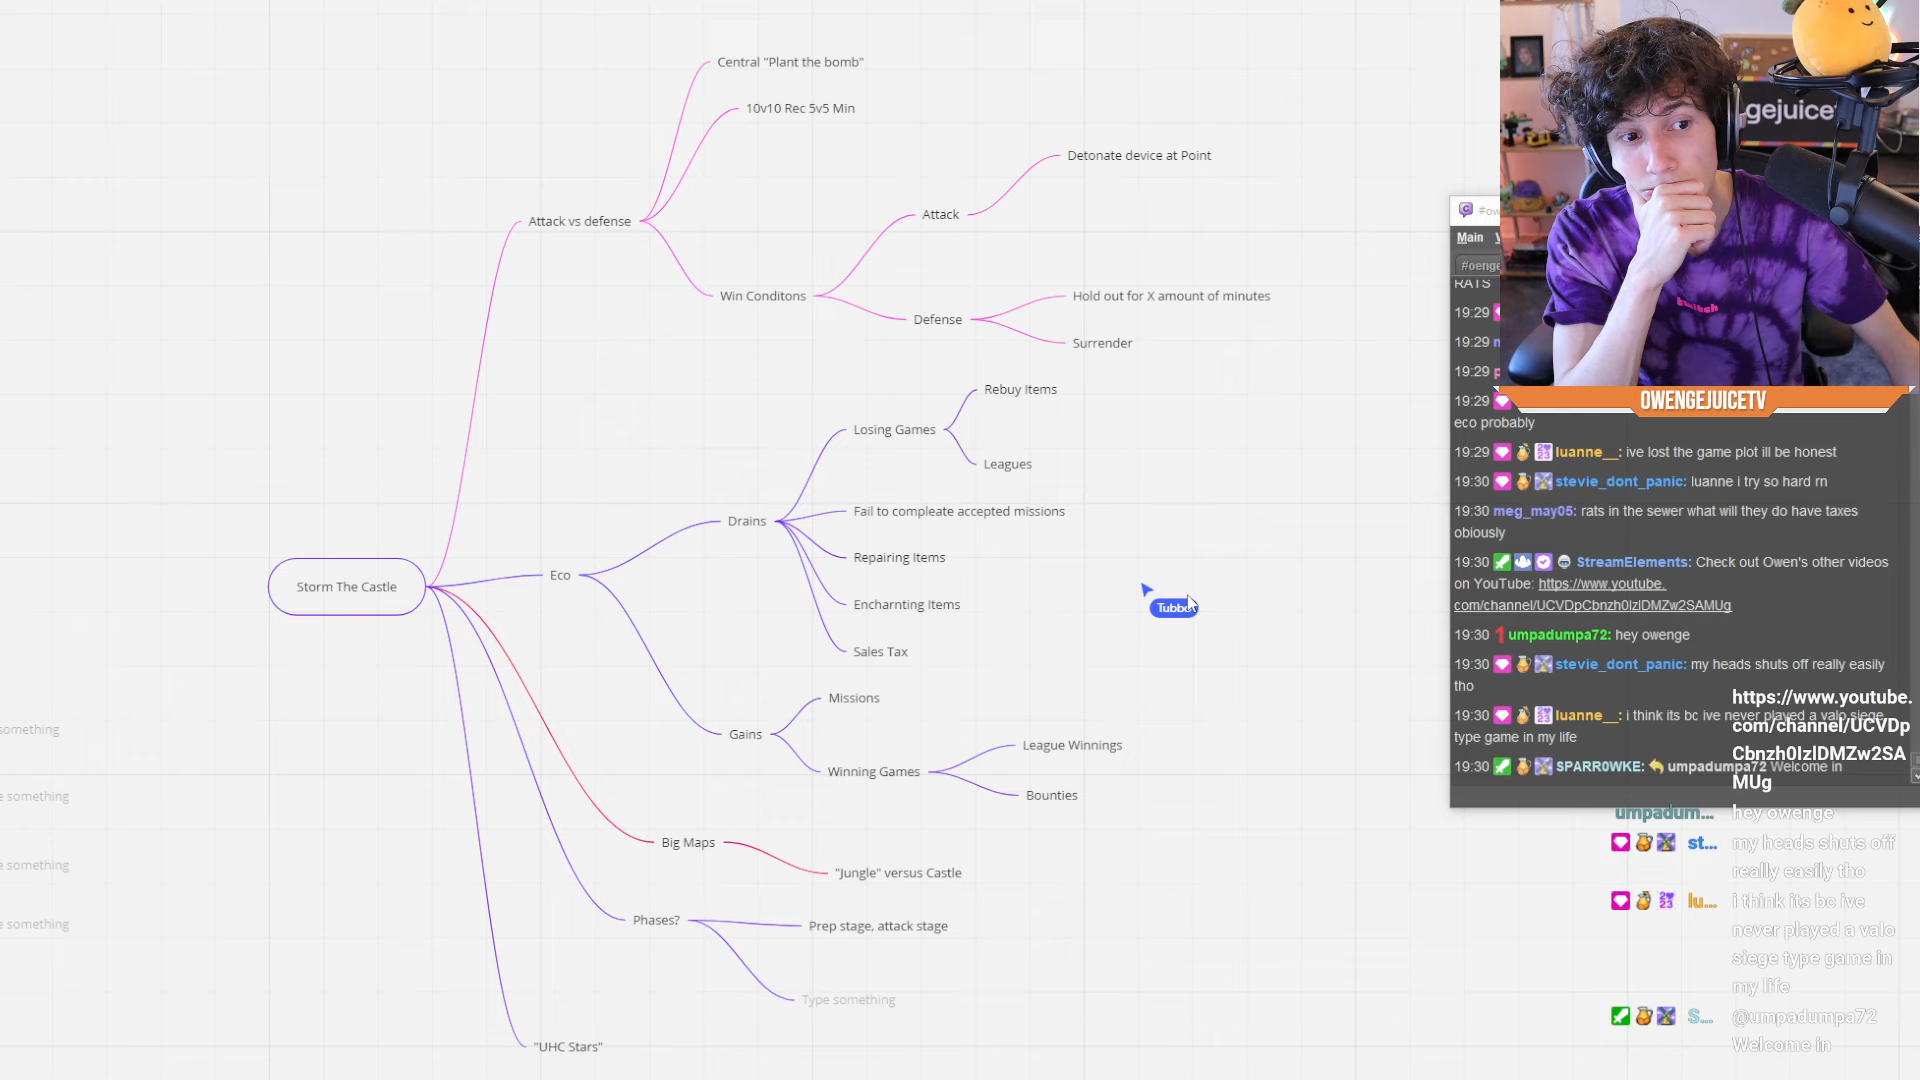 Central "Plant the bomb"
10v10 Rec 5v5 Min
Detonate device at Point
Attack vs defense
Attack
Win Conditons
Hold out for X amount of minutes
Defense
Surrender
Rebuy Items
Losing Games
Leagues
Drains
Fail to compleate accepted missions
Repairing Items
Storm The Castle
Eco
Encharnting Items
Sales Tax
Missions
Gains
League Winnings
Winning Games
Bounties
Big Maps
"Jungle" versus Castle
Phases?
Prep stage, attack stage
Type something
"UHC Stars"
something
e something
e something
e something
Tubbo
gejuice
twitch
OWENGEJUICETV
#ow
Main
#oenge
RATS
19:29
19:29
19:29
19:29
eco probably
19:29 luanne__: ive lost the game plot ill be honest
19:30 stevie_dont_panic: luanne i try so hard rn
19:30 meg_may05: rats in the sewer what will they do have taxes
obiously
19:30 StreamElements: Check out Owen's other videos
on YouTube: https://www.youtube.
com/channel/UCVDpCbnzh0IzlDMZw2SAMUg
19:30 umpadumpa72: hey owenge
19:30 stevie_dont_panic: my heads shuts off really easily
tho
19:30 luanne__: i think its bc ive never played a valo siege
type game in my life
19:30 SPARR0WKE: umpadumpa72 Welcome in
https://www.youtube.
com/channel/UCVDp
Cbnzh0IzlDMZw2SA
MUg
umpadum... hey owenge
st... my heads shuts off
really easily tho
lu... i think its bc ive
never played a valo
siege type game in
my life
S... @umpadumpa72
Welcome in